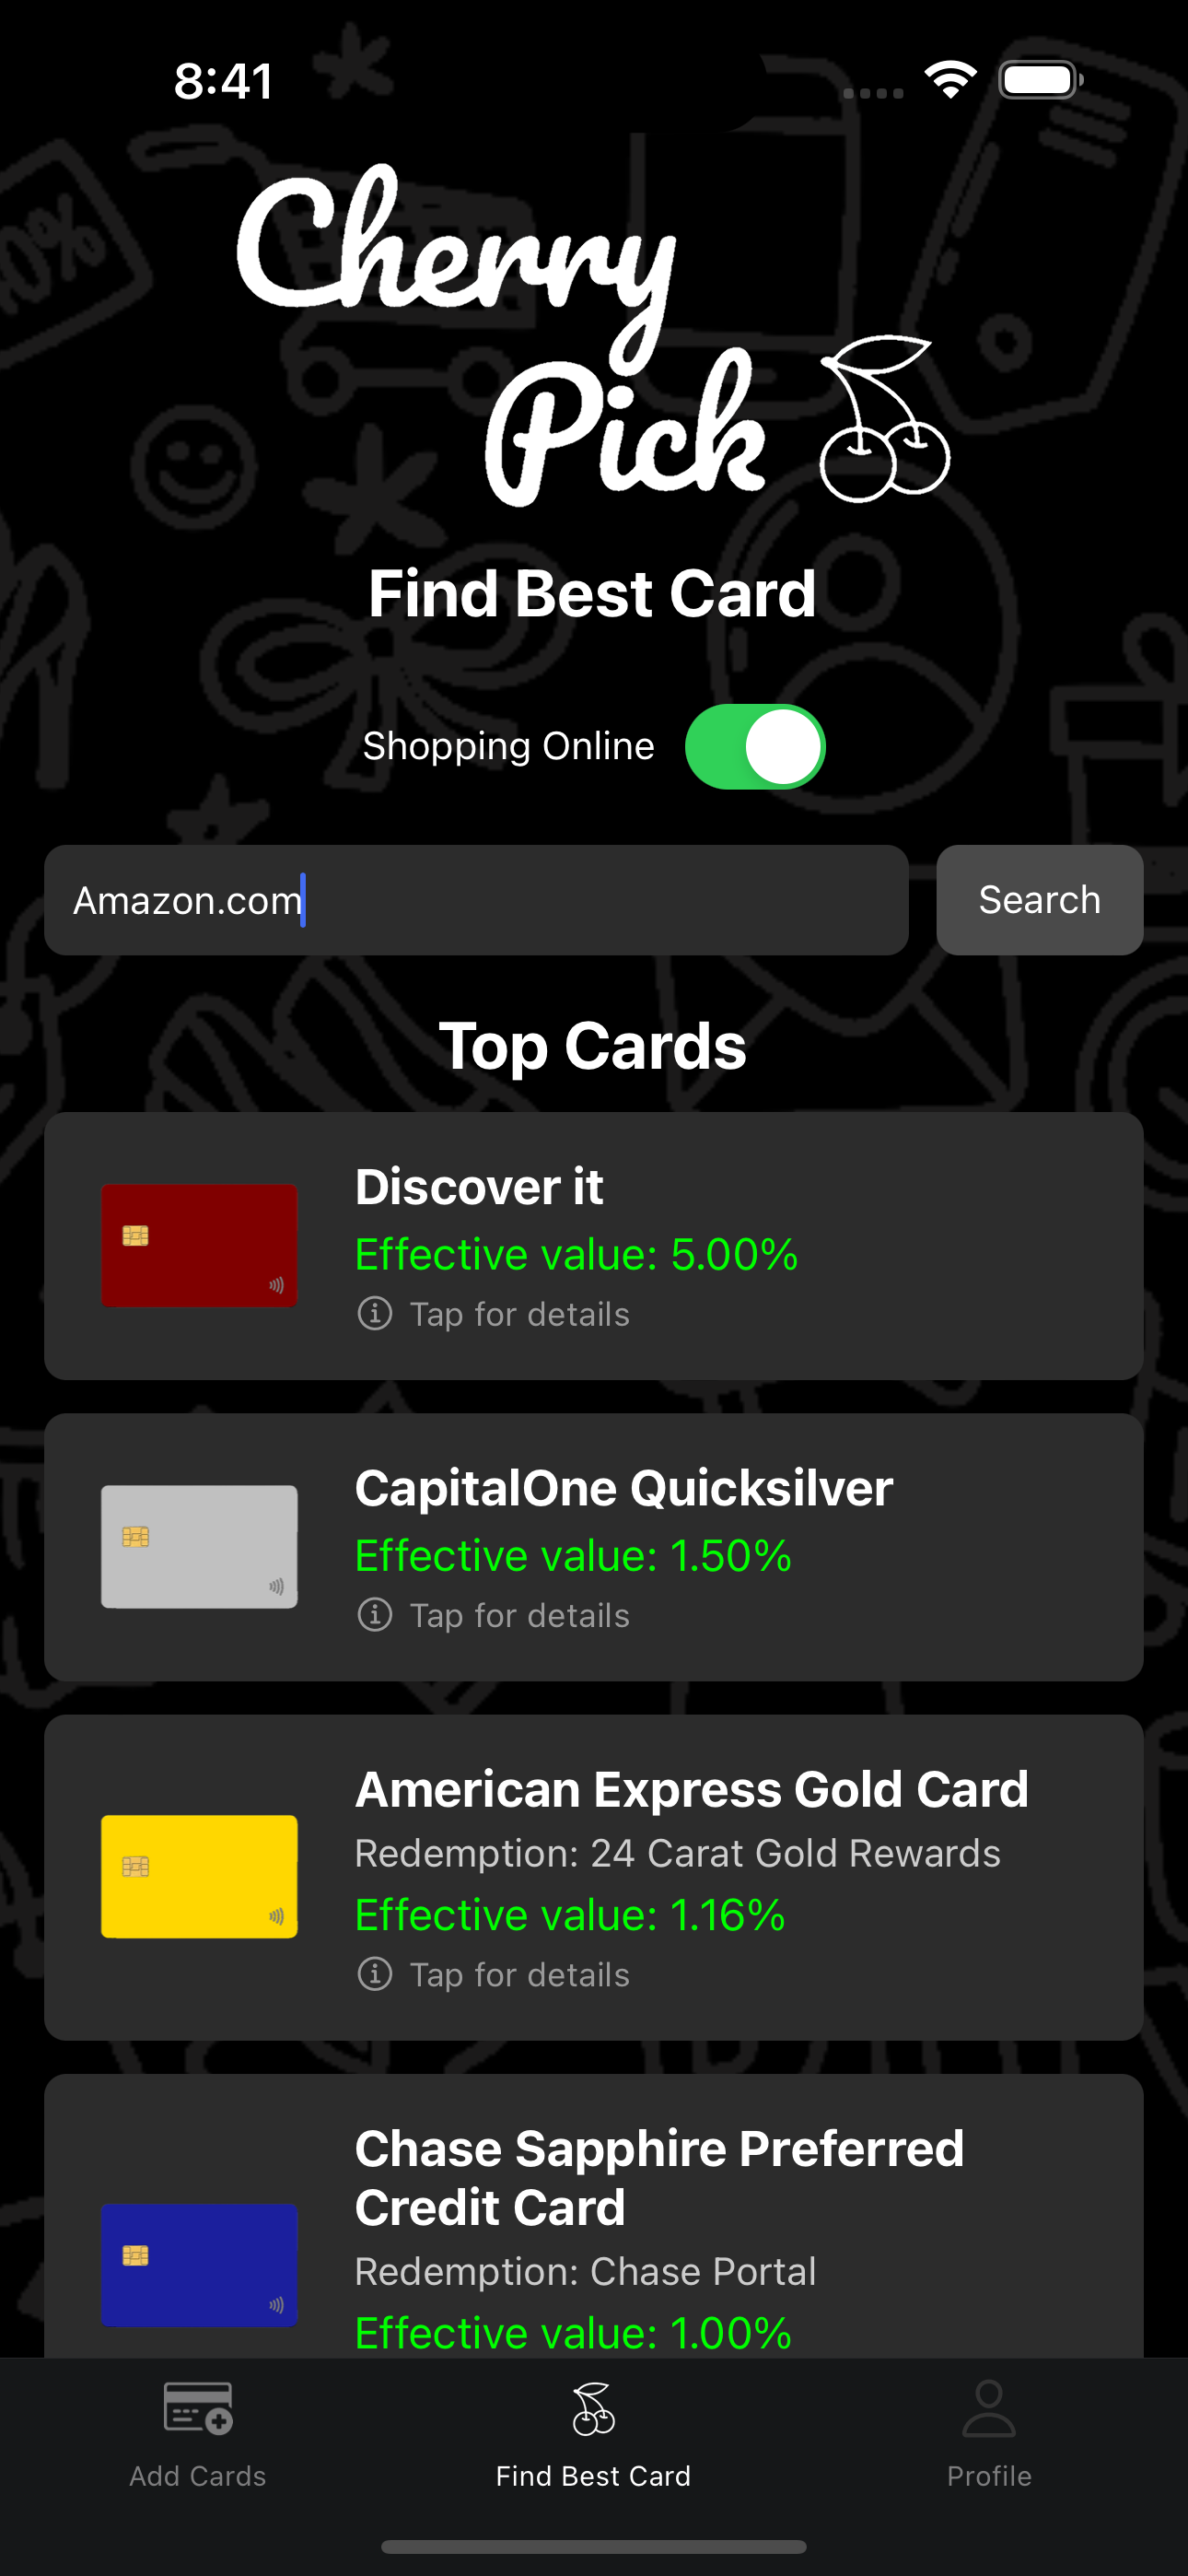 8:41
Cherry
Pick
Find Best Card
Shopping Online
Amazon.com
Search
Top Cards
Discover it
Effective value: 5.00%
Tap for details
CapitalOne Quicksilver
Effective value: 1.50%
Tap for details
American Express Gold Card
Redemption: 24 Carat Gold Rewards
Effective value: 1.16%
Tap for details
Chase Sapphire Preferred
Credit Card
Redemption: Chase Portal
Effective value: 1.00%
Add Cards
Find Best Card
Profile